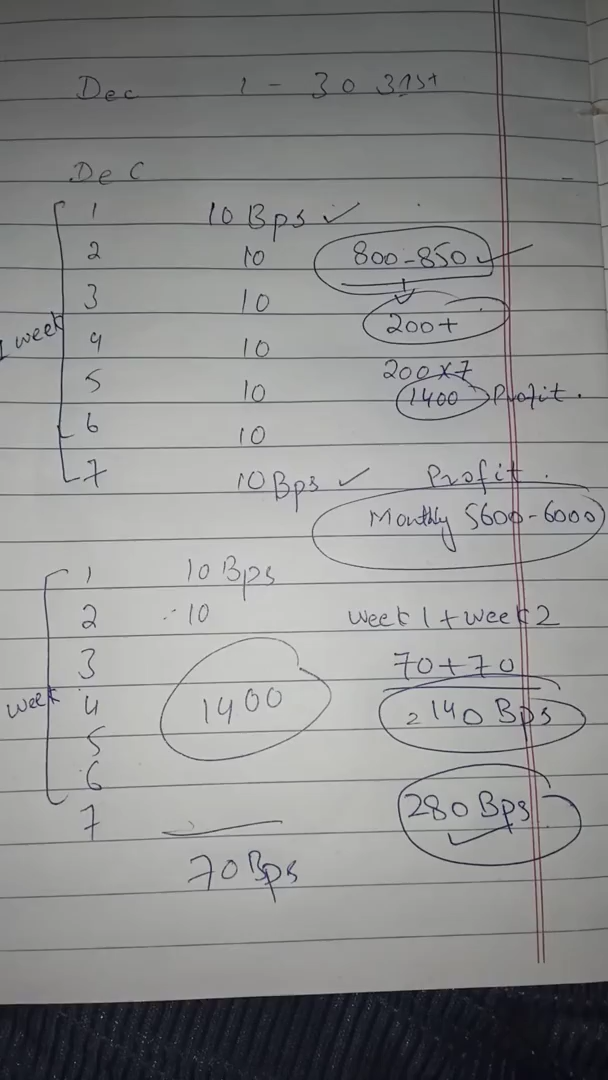 Dec 1 - 30 31st
Dec
1 10 Bps ✓
2 10 800-850 ✓
3 10
200+
4 10
1 week
200x7
5 10
1400 Profit.
6 10
7 10 Bps ✓ Profit.
Monthly 5600-6000
1 10 Bps
2 10 week 1 + week 2
3 70+70
week 4 1400 = 140 Bps
5
6
7 280 Bps
70 Bps